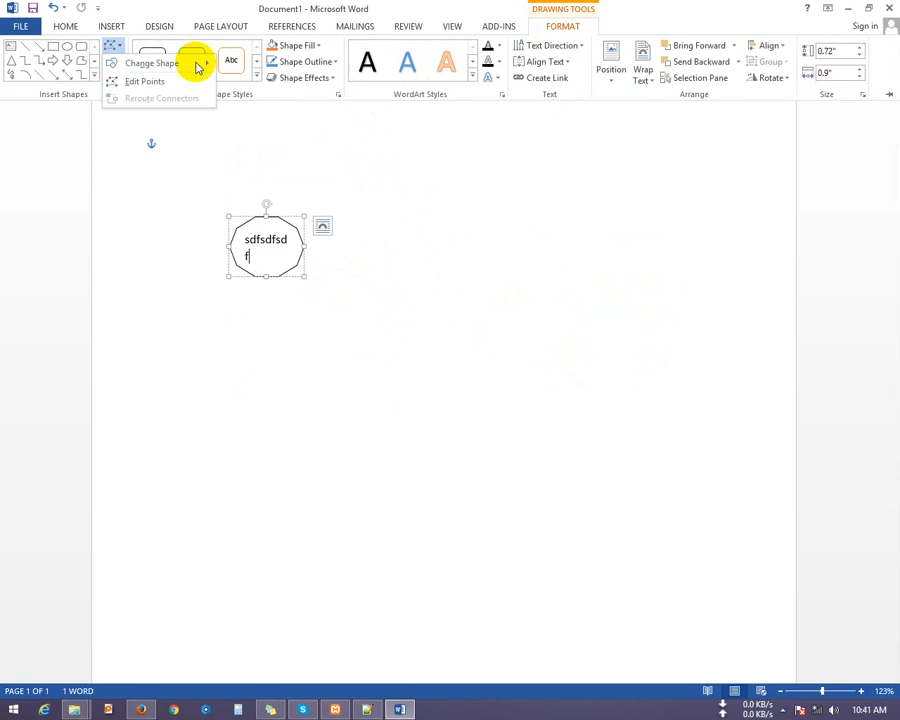 Document1 - Microsoft Word
DRAWING TOOLS
FILE HOME INSERT DESIGN PAGE LAYOUT REFERENCES MAILINGS REVIEW VIEW ADD-INS FORMAT
Sign in
Shape Fill
Shape Outline
Shape Effects
Abc
A A A
A
A
A
Text Direction
Align Text
Create Link
Position
Wrap
Text
Bring Forward
Send Backward
Selection Pane
Align
Group
Rotate
0.72"
0.9"
Insert Shapes
ape Styles
WordArt Styles
Text
Arrange
Size
Change Shape
Edit Points
Reroute Connectors
sdfsdfsd
f
PAGE 1 OF 1 1 WORD
123%
0.0 KB/s
0.0 KB/s
10:41 AM